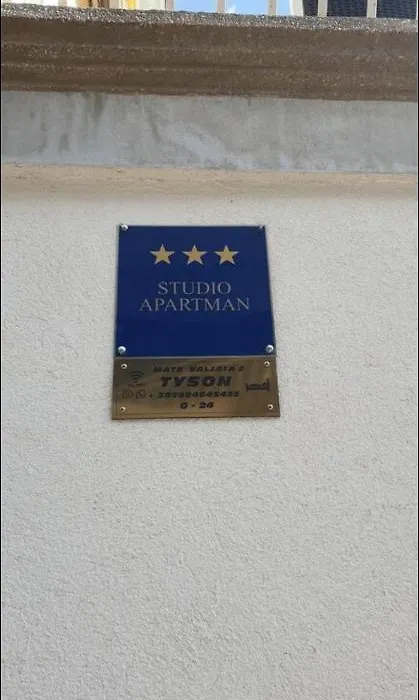 STUDIO
APARTMAN
MATE VALJATA 2
TYSON
0 - 24